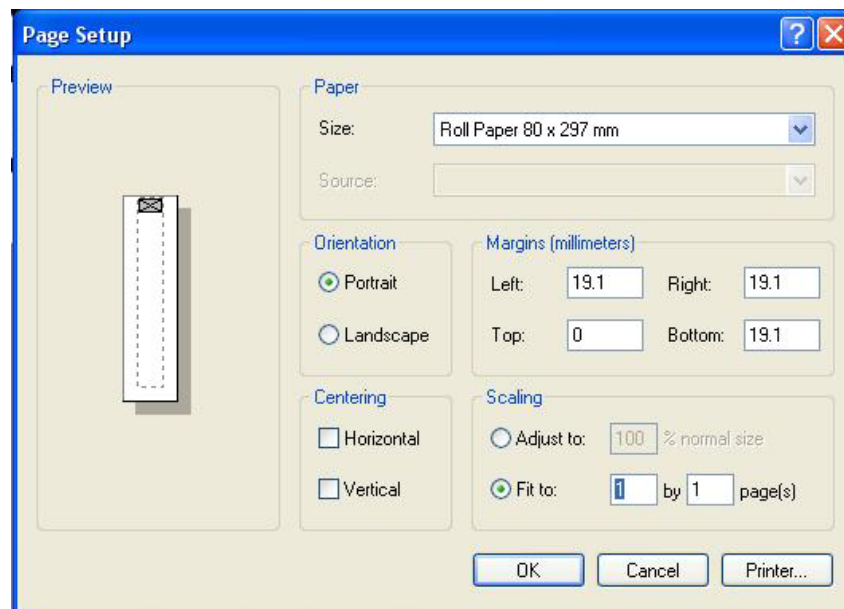 Page Setup
Preview
Paper
Size: Roll Paper 80 x 297 mm
Source:
Orientation
Portrait
Landscape
Margins (millimeters)
Left: 19.1 Right: 19.1
Top: 0 Bottom: 19.1
Centering
Horizontal
Vertical
Scaling
Adjust to: 100 % normal size
Fit to: 1 by 1 page(s)
OK Cancel Printer...